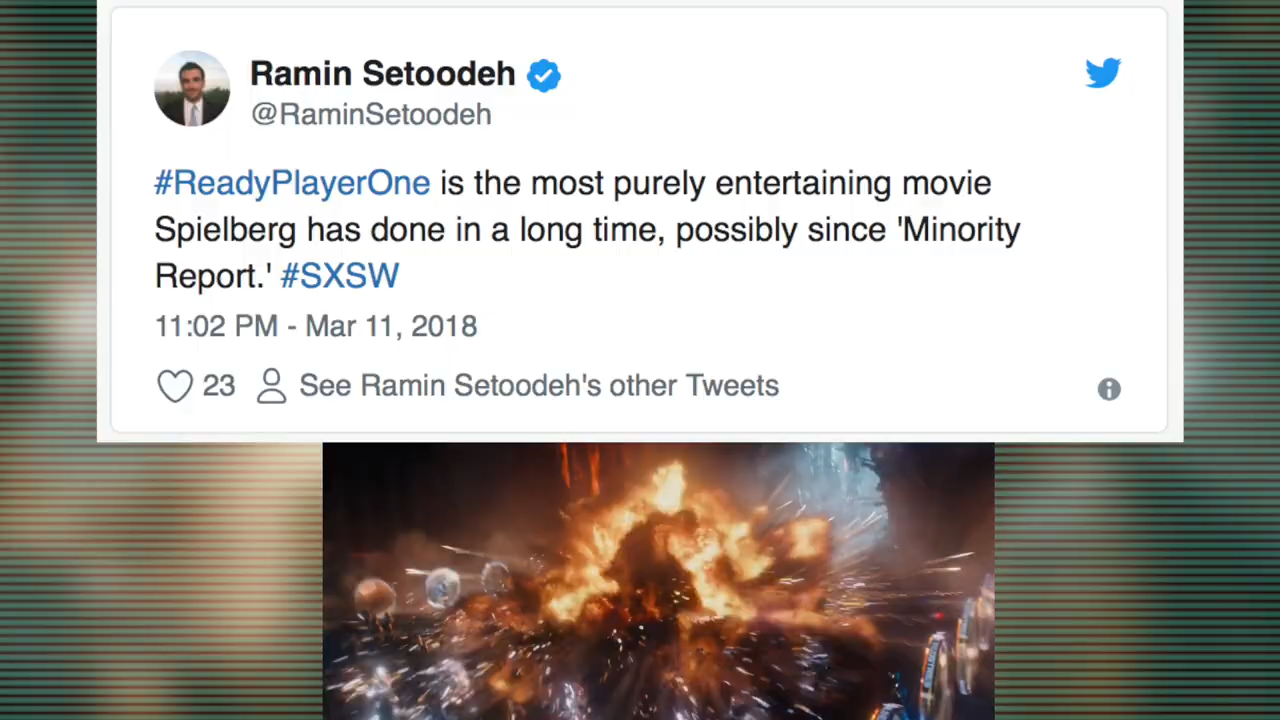 Ramin Setoodeh
@RaminSetoodeh
#ReadyPlayerOne is the most purely entertaining movie
Spielberg has done in a long time, possibly since 'Minority
Report.' #SXSW
11:02 PM - Mar 11, 2018
23 See Ramin Setoodeh's other Tweets